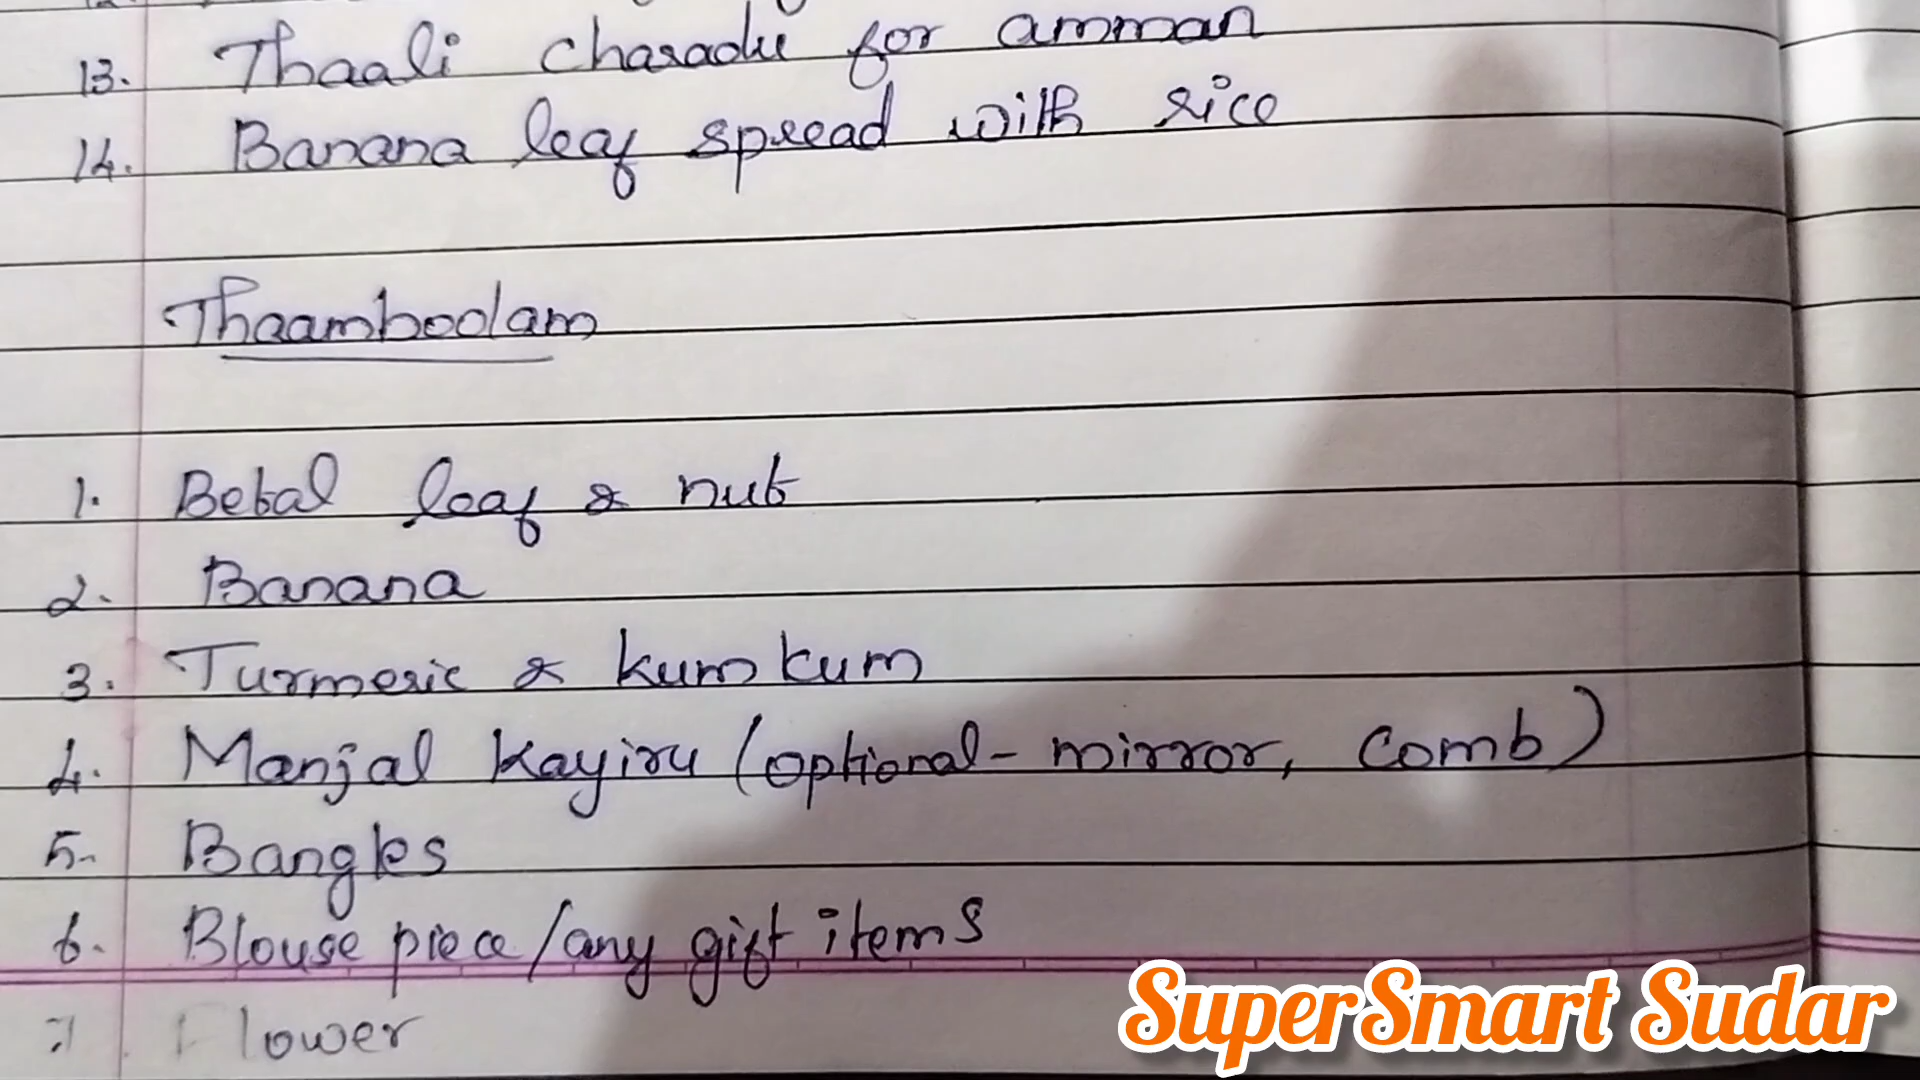 13. Thaali charadu for amman
14. Banana leaf spread with rice
Thaamboolam
1. Betal leaf & nut
2. Banana
3. Turmeric & kumkum
4. Manjal kayiru (optional - mirror, comb)
5. Bangles
6. Blouse piece / any gift items
7. Flower
SuperSmart Sudar